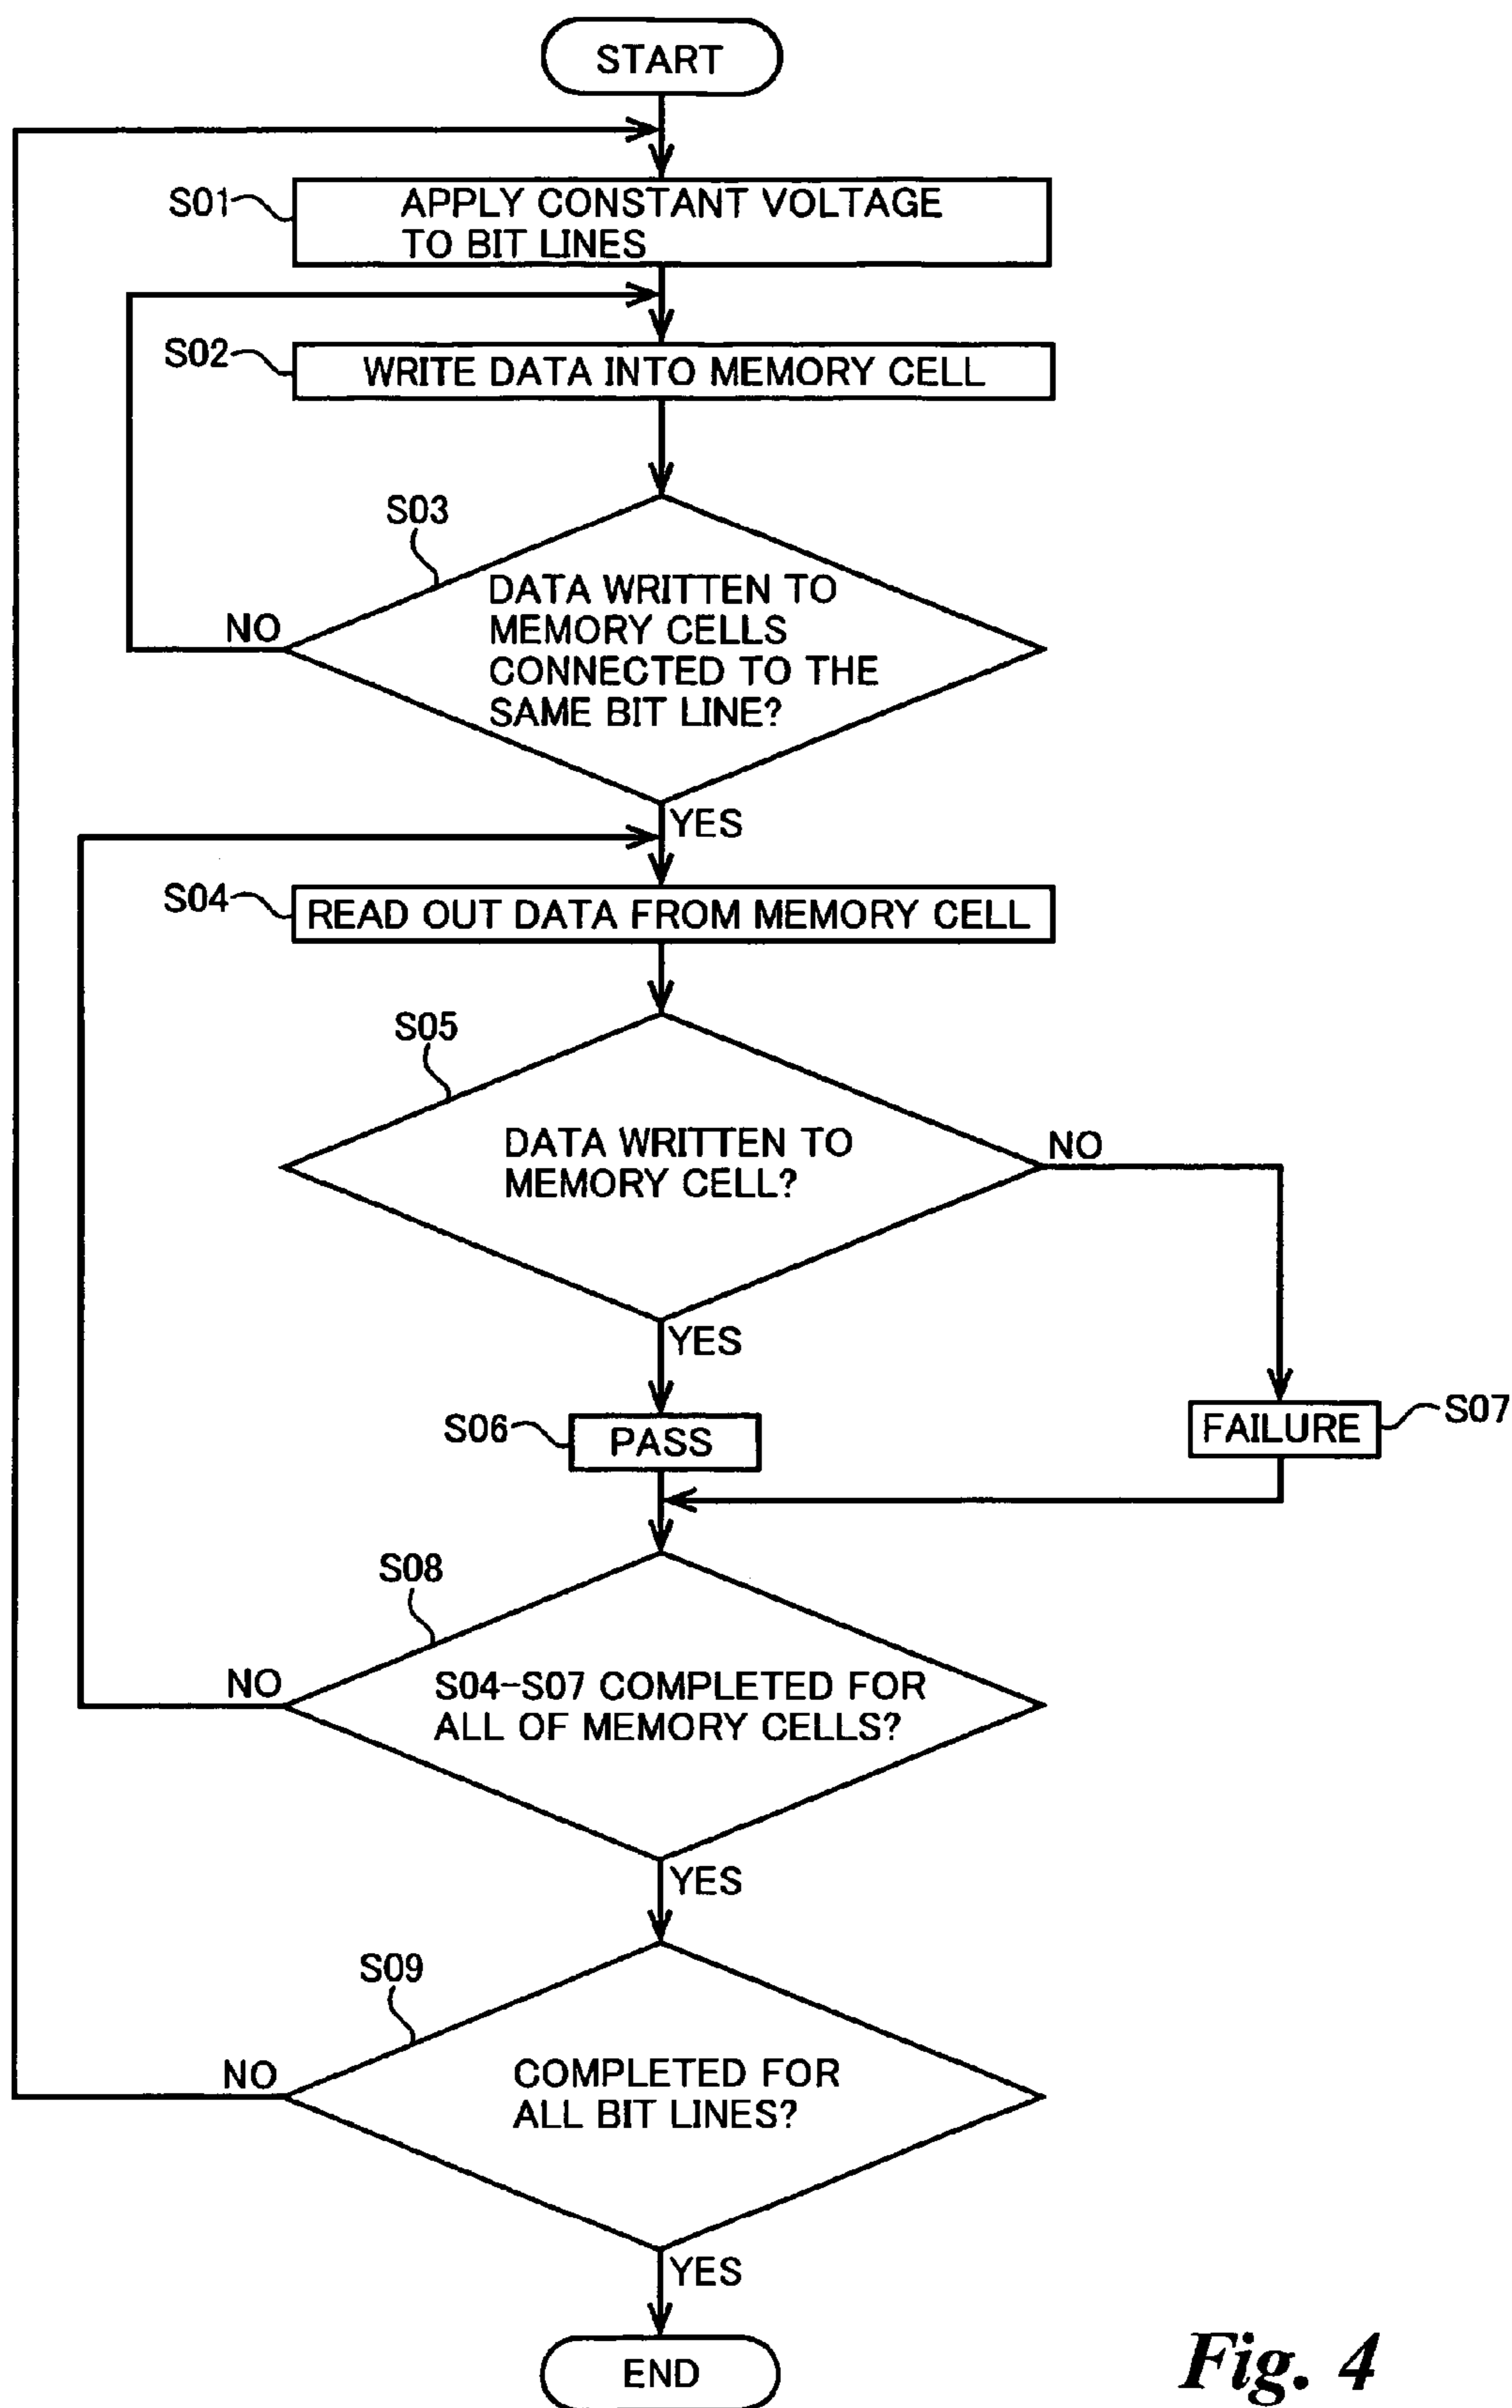 START
S01
APPLY CONSTANT VOLTAGE
TO BIT LINES
S02
WRITE DATA INTO MEMORY CELL
S03
DATA WRITTEN TO
MEMORY CELLS
CONNECTED TO THE
SAME BIT LINE?
NO
YES
S04
READ OUT DATA FROM MEMORY CELL
S05
DATA WRITTEN TO
MEMORY CELL?
NO
YES
S06
PASS
FAILURE
S07
S08
S04-S07 COMPLETED FOR
ALL OF MEMORY CELLS?
NO
YES
S09
COMPLETED FOR
ALL BIT LINES?
NO
YES
END
Fig. 4